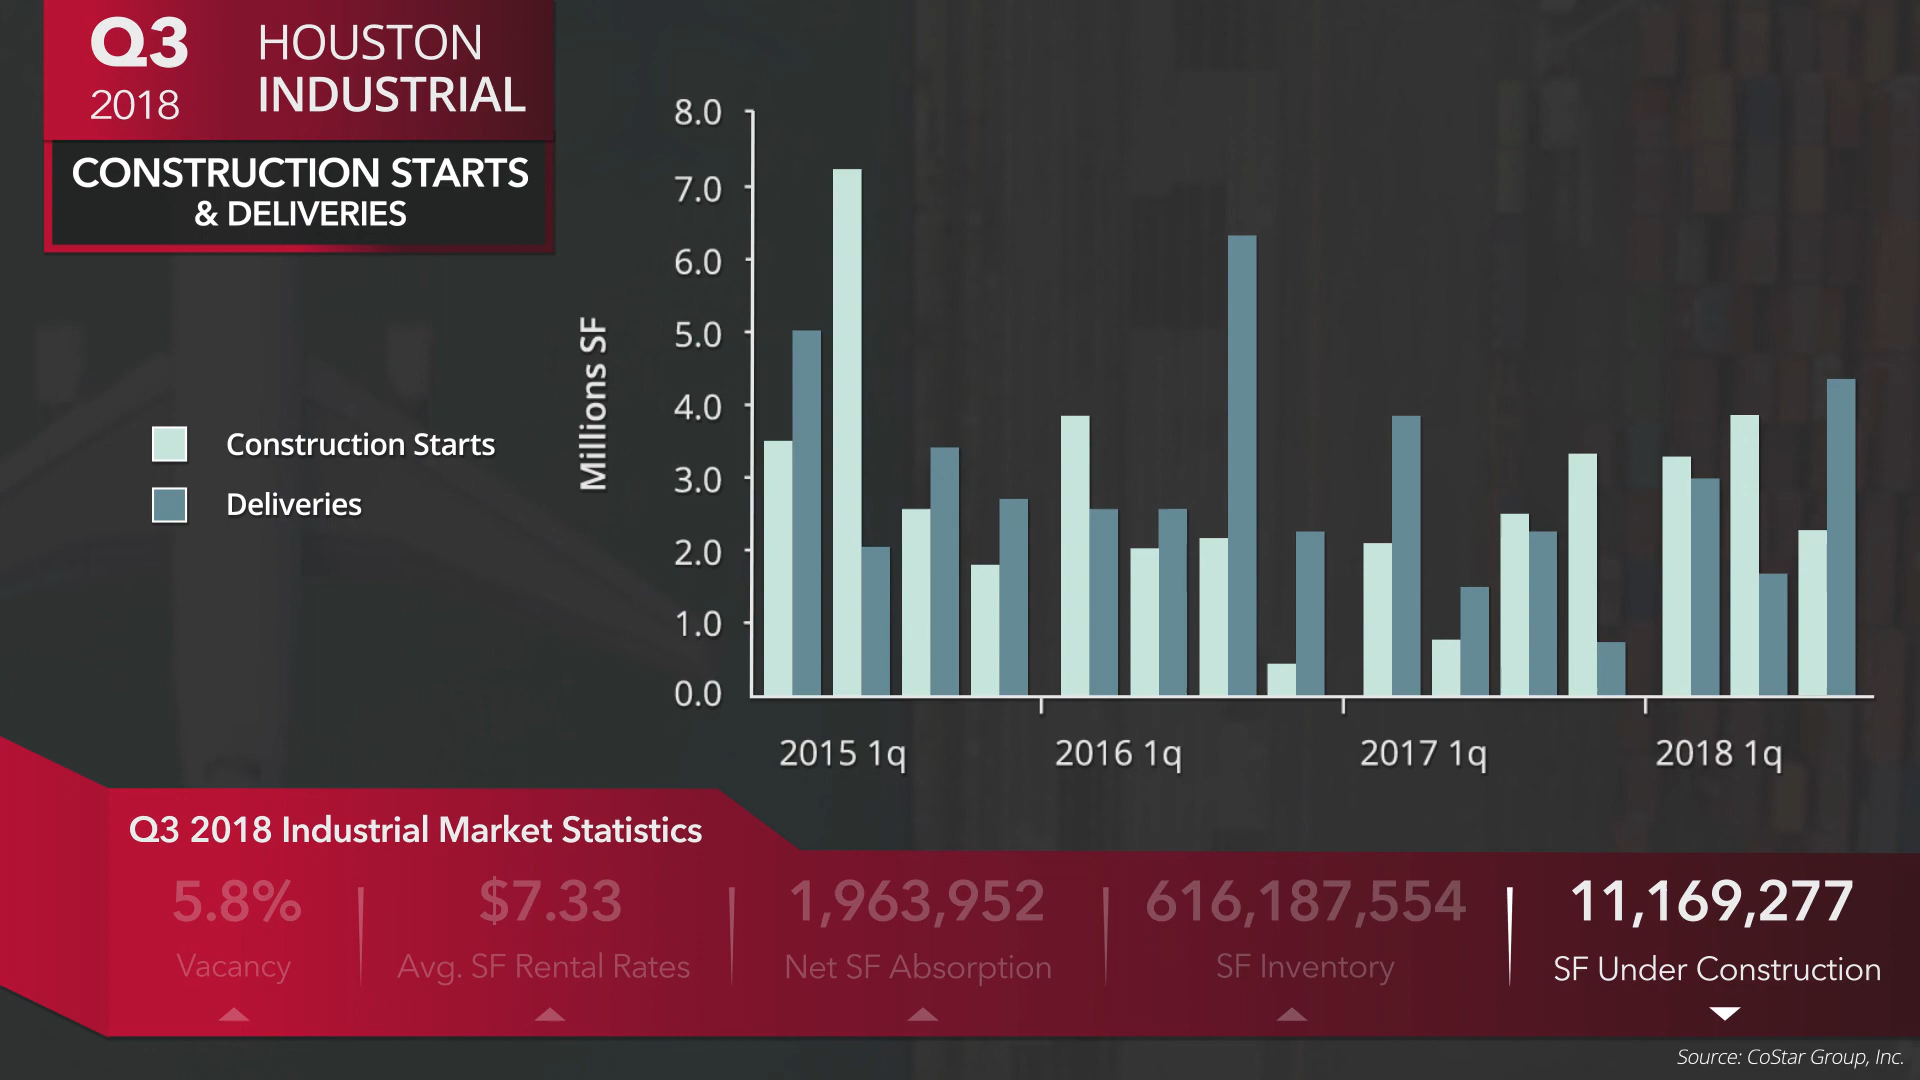 Q3
2018
HOUSTON
INDUSTRIAL
CONSTRUCTION STARTS
& DELIVERIES
Construction Starts
Deliveries
Millions SF
8.0
7.0
6.0
5.0
4.0
3.0
2.0
1.0
0.0
2015 1q
2016 1q
2017 1q
2018 1q
Q3 2018 Industrial Market Statistics
5.8%
Vacancy
$7.33
Avg. SF Rental Rates
1,963,952
Net SF Absorption
616,187,554
SF Inventory
11,169,277
SF Under Construction
Source: CoStar Group, Inc.